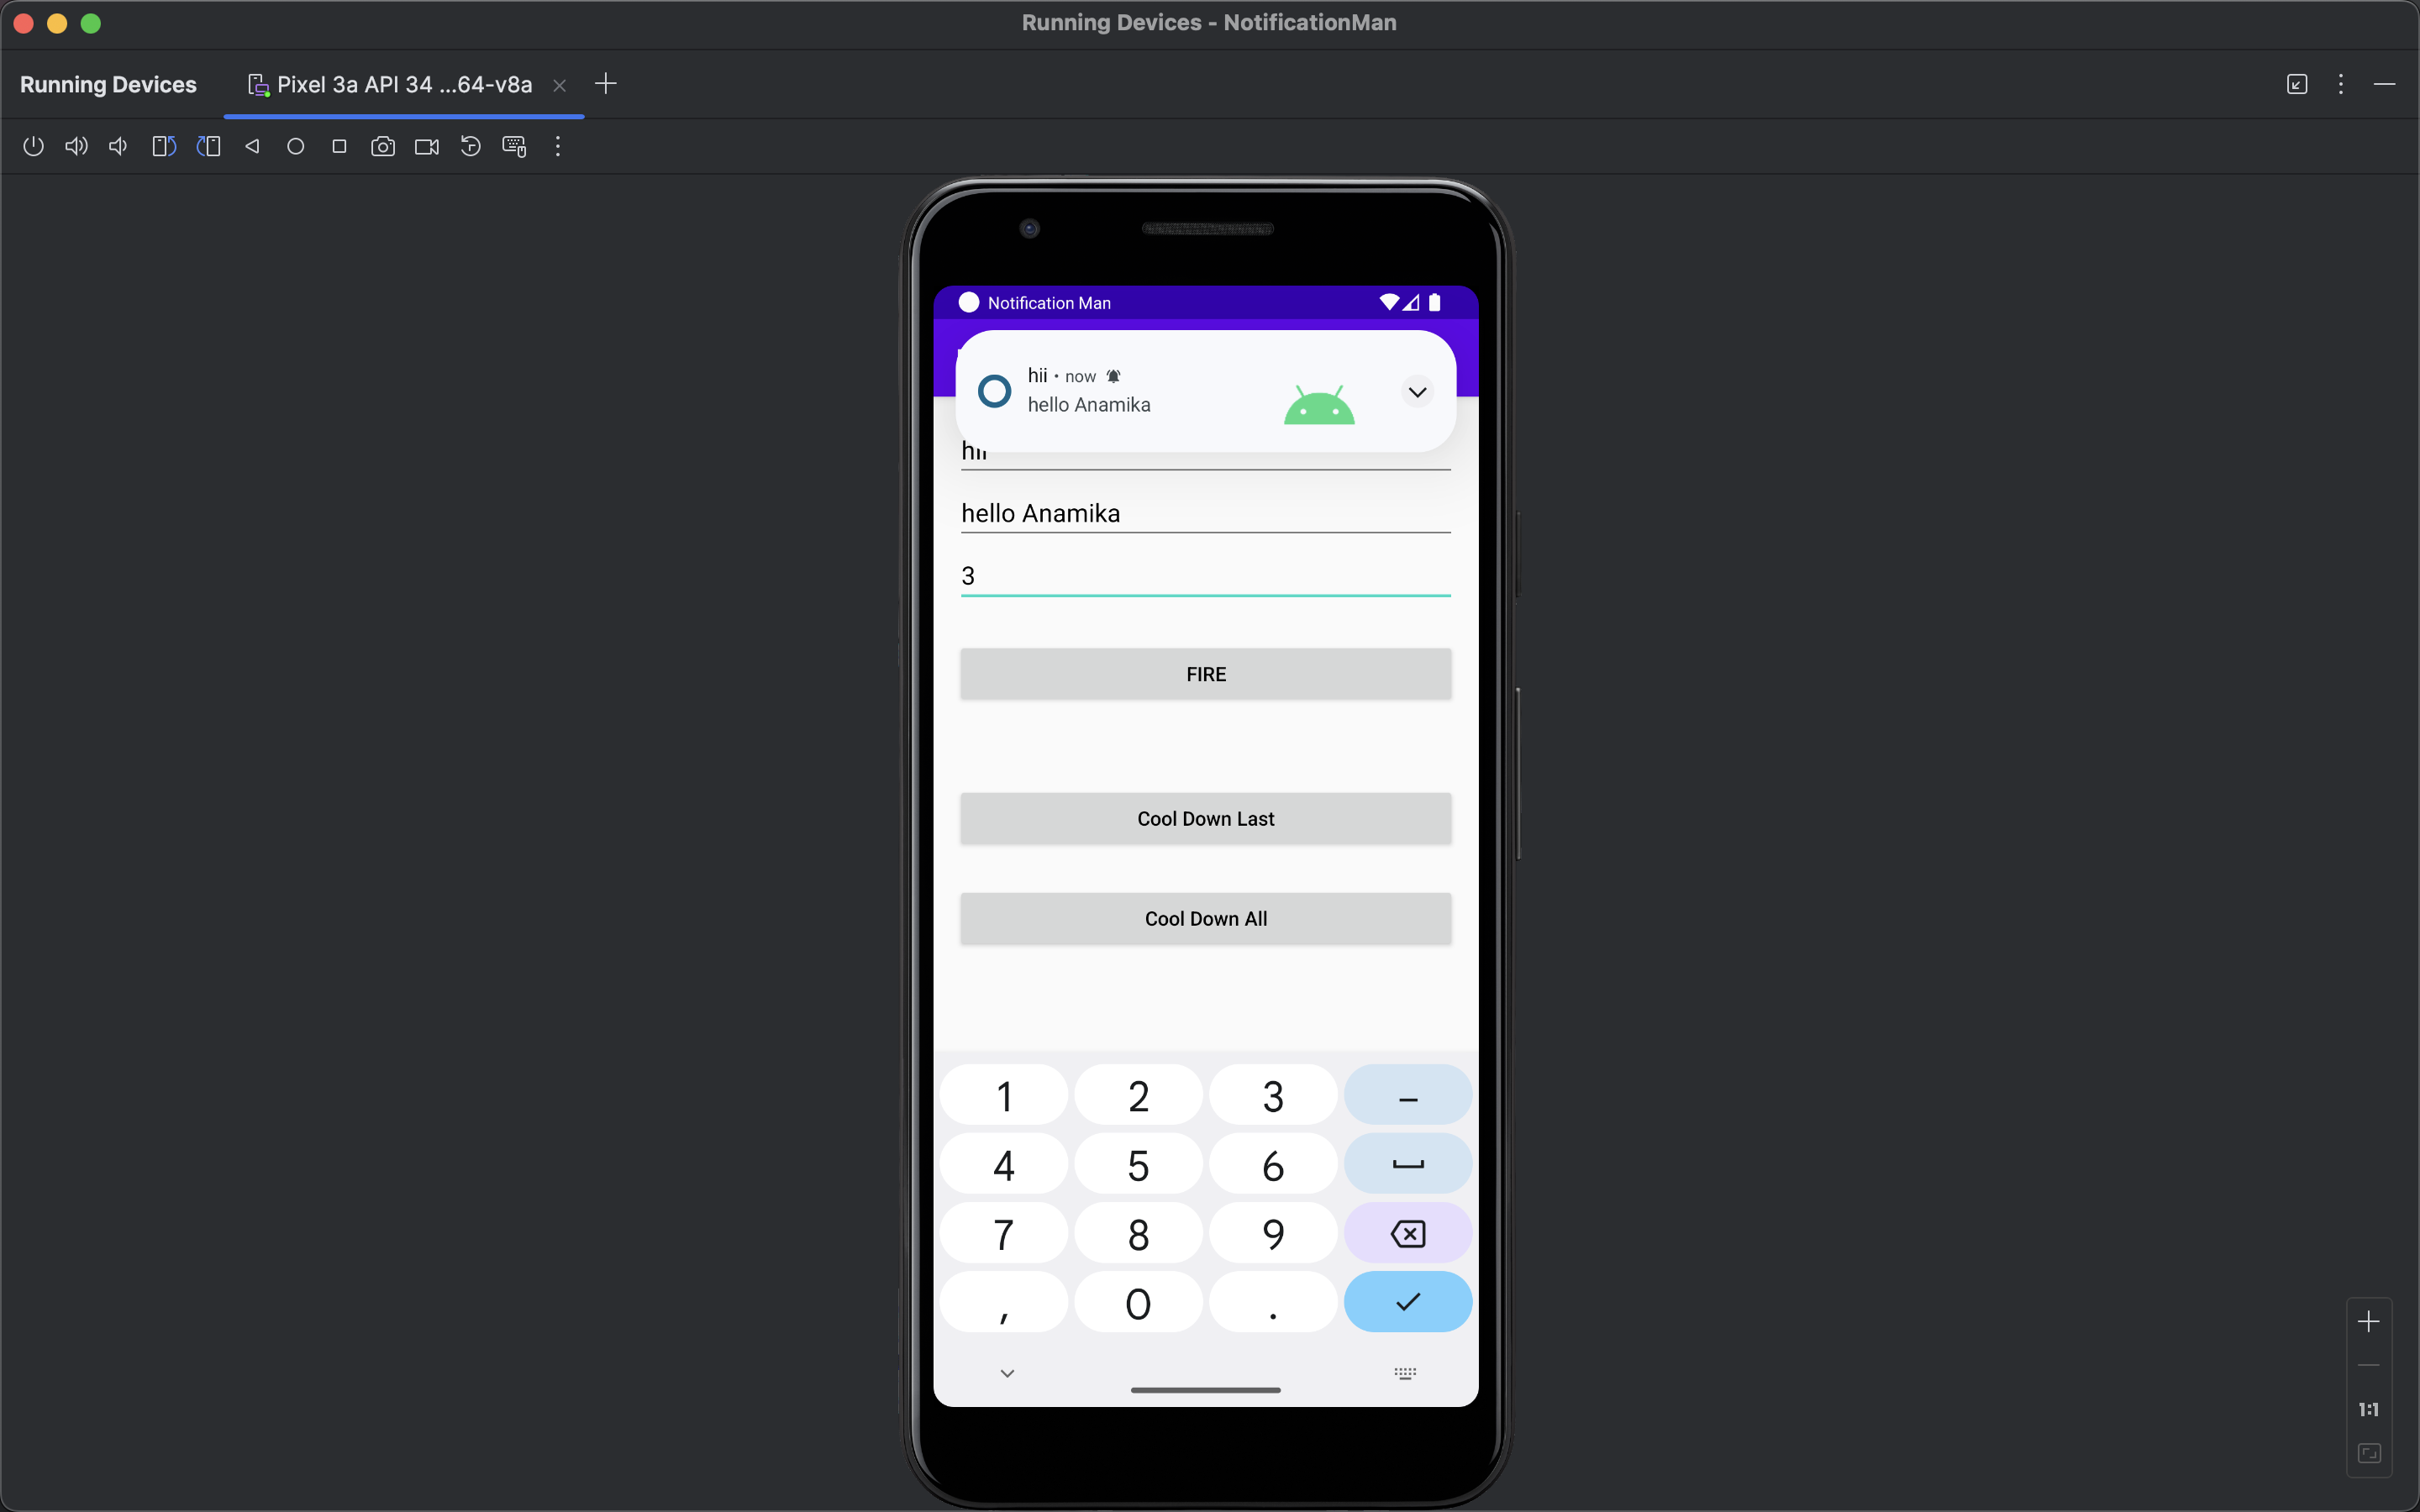 Running Devices - NotificationMan
Running Devices
Pixel 3a API 34 ...64-v8a
Notification Man
hii • now
hello Anamika
hii
hello Anamika
3
FIRE
Cool Down Last
Cool Down All
1 2 3 –
4 5 6
7 8 9
, 0 .
1:1